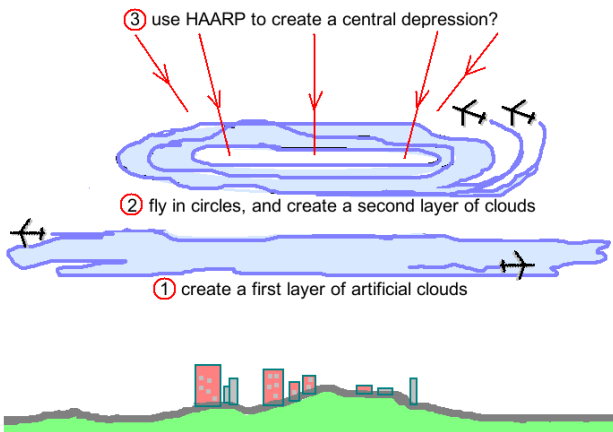 3 use HAARP to create a central depression?
2 fly in circles, and create a second layer of clouds
1 create a first layer of artificial clouds